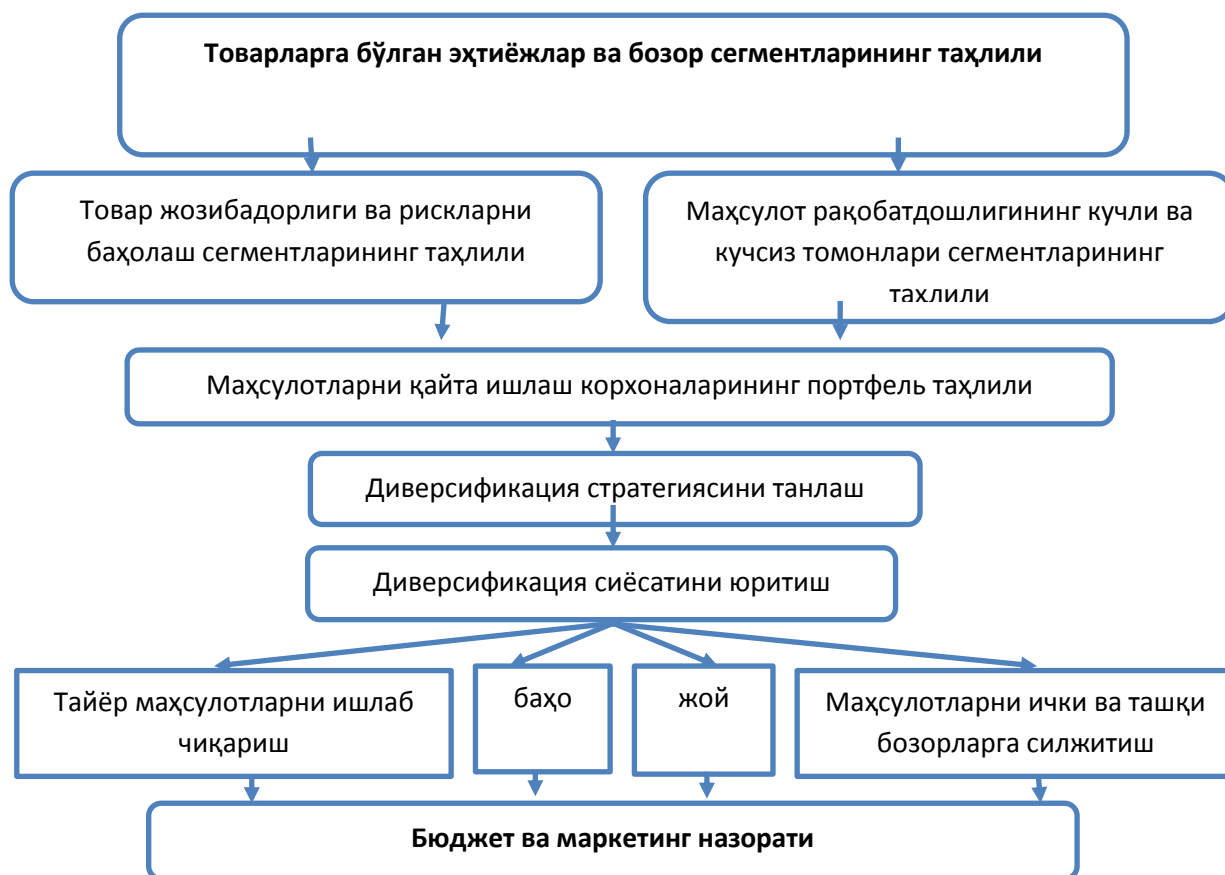 Товарларга бўлган эҳтиёжлар ва бозор сегментларининг таҳлили
Товар жозибадорлиги ва рискларни
баҳолаш сегментларининг таҳлили
Маҳсулот рақобатдошлигининг кучли ва
кучсиз томонлари сегментларининг
таҳлили
Маҳсулотларни қайта ишлаш корхоналарининг портфель таҳлили
Диверсификация стратегиясини танлаш
Диверсификация сиёсатини юритиш
Тайёр маҳсулотларни ишлаб
чиқариш
баҳо
жой
Маҳсулотларни ички ва ташқи
бозорларга силжитиш
Бюджет ва маркетинг назорати